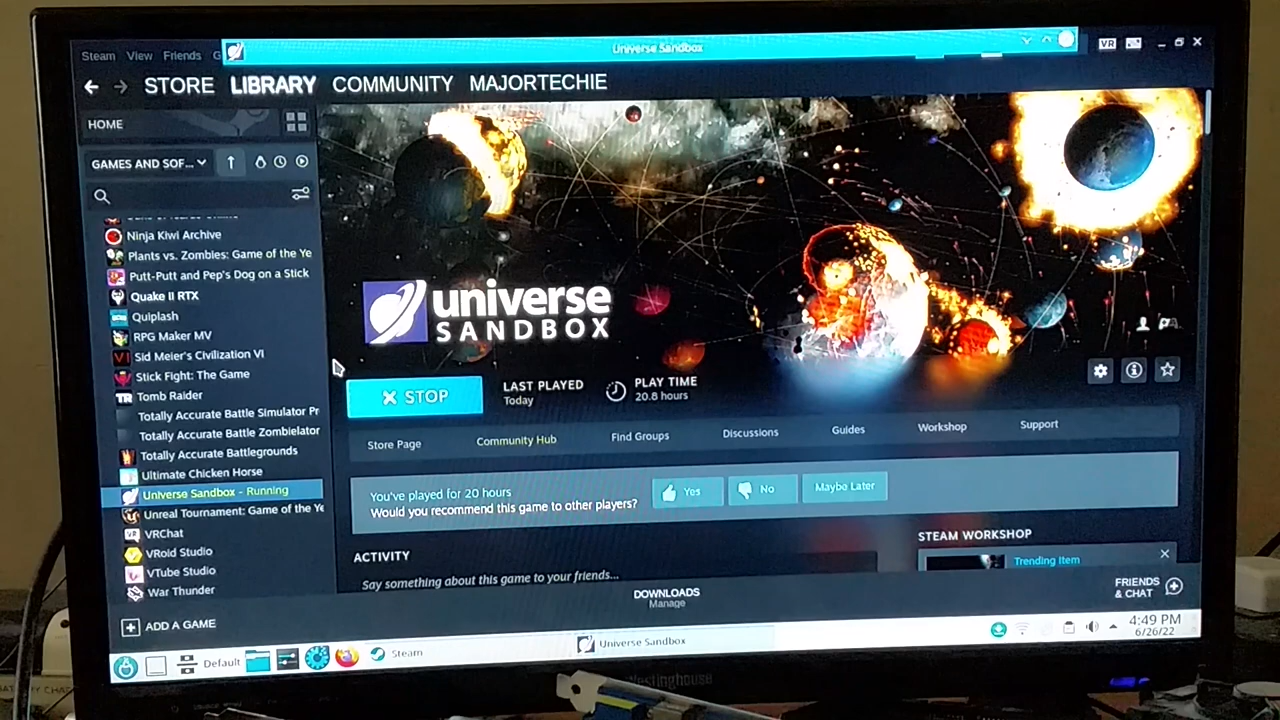 Steam View Friends G
Universe Sandbox
VR
STORE LIBRARY COMMUNITY MAJORTECHIE
HOME
GAMES AND SOF...
Ninja Kiwi Archive
Plants vs. Zombies: Game of the Ye
Putt-Putt and Pep's Dog on a Stick
Quake II RTX
Quiplash
RPG Maker MV
Sid Meier's Civilization VI
Stick Fight: The Game
Tomb Raider
Totally Accurate Battle Simulator Pr
Totally Accurate Battle Zombielator
Totally Accurate Battlegrounds
Ultimate Chicken Horse
Universe Sandbox - Running
Unreal Tournament: Game of the Ye
VRChat
VRoid Studio
VTube Studio
War Thunder
ADD A GAME
universe
SANDBOX
STOP
LAST PLAYED
Today
PLAY TIME
20.8 hours
Store Page Community Hub Find Groups Discussions Guides Workshop Support
You've played for 20 hours
Would you recommend this game to other players?
Yes No Maybe Later
ACTIVITY
Say something about this game to your friends...
STEAM WORKSHOP
Trending Item
DOWNLOADS
Manage
FRIENDS
& CHAT
Default
Steam
Universe Sandbox
4:49 PM
6/26/22
Westinghouse